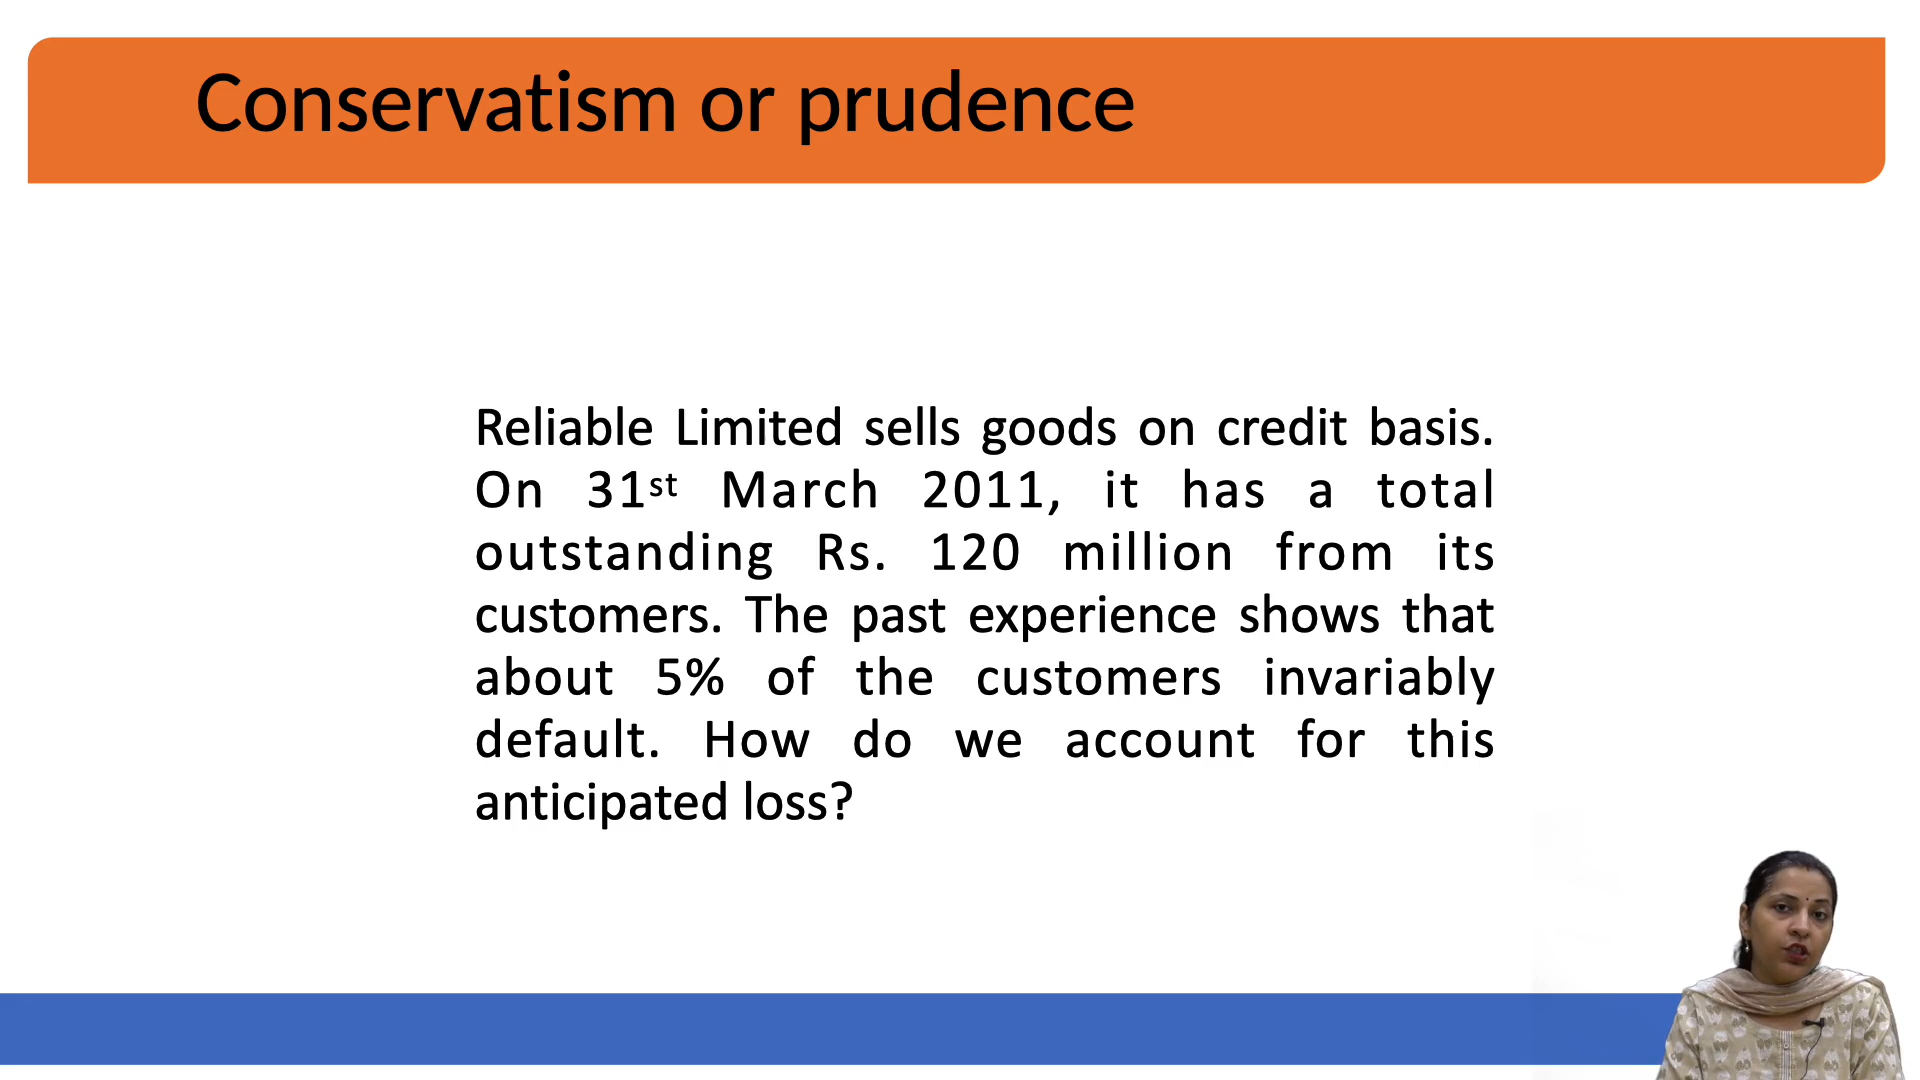 Conservatism or prudence
Reliable Limited sells goods on credit basis.
On 31st March 2011, it has a total
outstanding Rs. 120 million from its
customers. The past experience shows that
about 5% of the customers invariably
default. How do we account for this
anticipated loss?